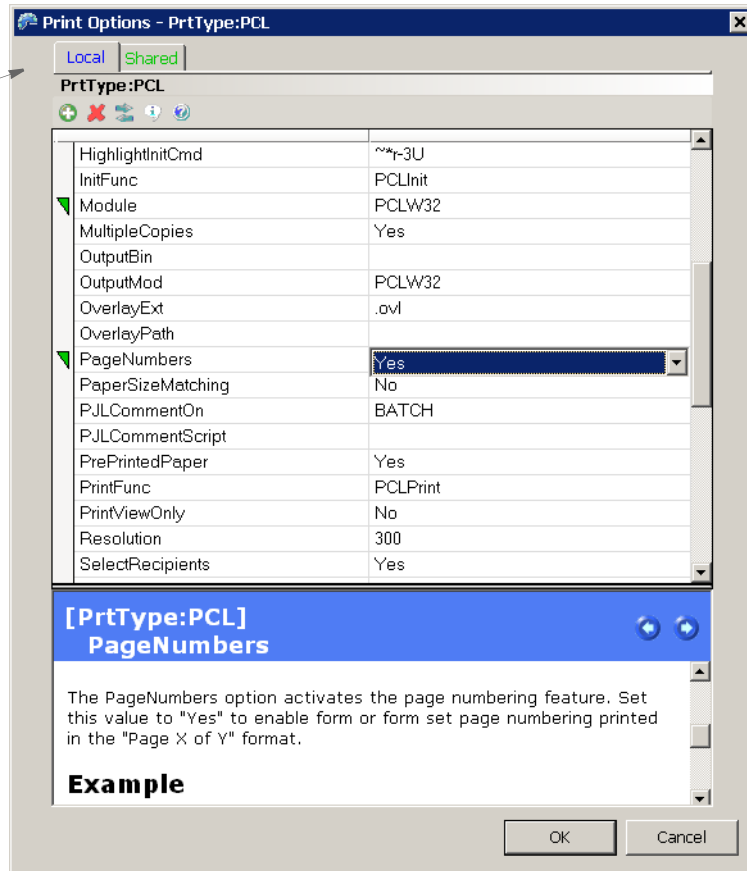 Print Options - PrtType:PCL
Local Shared
PrtType:PCL
HighlightInitCmd ~*r-3U
InitFunc PCLInit
Module PCLW32
MultipleCopies Yes
OutputBin
OutputMod PCLW32
OverlayExt .ovl
OverlayPath
PageNumbers Yes
PaperSizeMatching No
PJLCommentOn BATCH
PJLCommentScript
PrePrintedPaper Yes
PrintFunc PCLPrint
PrintViewOnly No
Resolution 300
SelectRecipients Yes
[PrtType:PCL]
PageNumbers
The PageNumbers option activates the page numbering feature. Set
this value to "Yes" to enable form or form set page numbering printed
in the "Page X of Y" format.
Example
OK Cancel